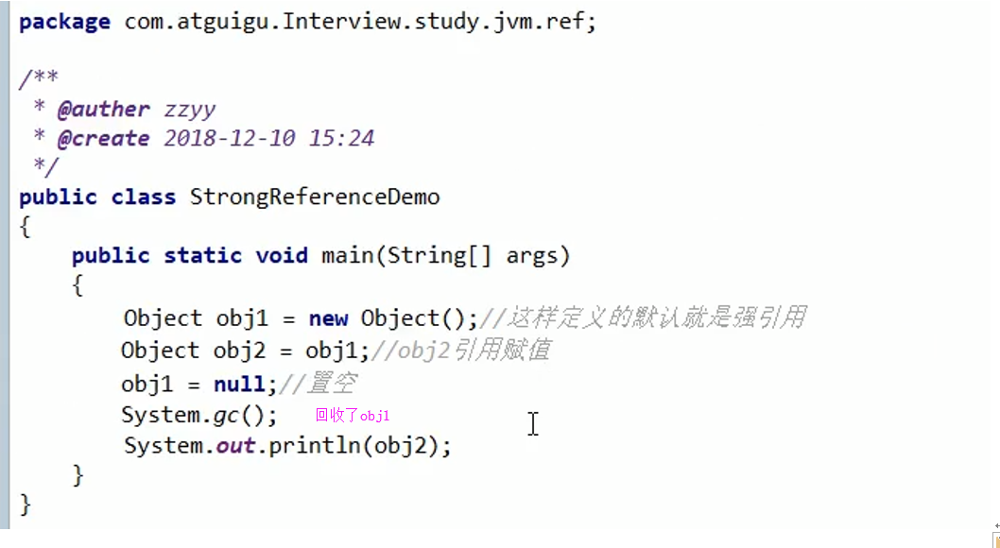 package com.atguigu.Interview.study.jvm.ref;
/**
* @auther zzyy
* @create 2018-12-10 15:24
*/
public class StrongReferenceDemo
{
public static void main(String[] args)
{
Object obj1 = new Object();//这样定义的默认就是强引用
Object obj2 = obj1;//obj2引用赋值
obj1 = null;//置空
System.gc(); 回收了obj1
System.out.println(obj2);
}
}